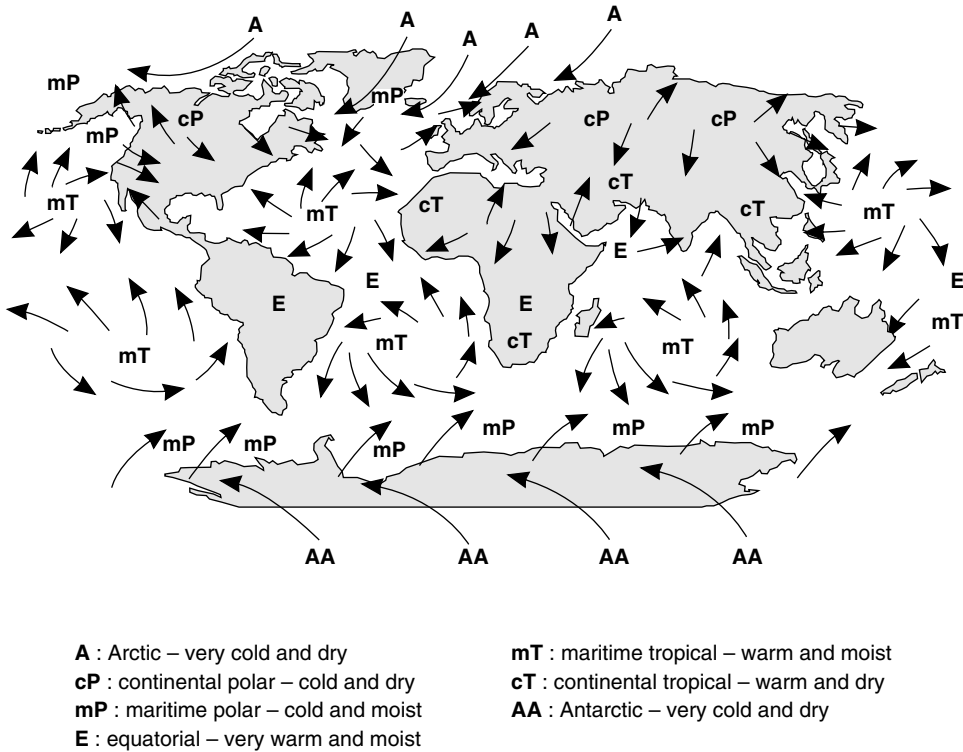 A
A
A
A
A
mP
mP
cP
mP
cP
cP
mT
mT
cT
cT
cT
mT
E
E
E
E
E
mT
mT
cT
mT
mT
mP
mP
mP
mP
mP
mP
AA
AA
AA
AA
A : Arctic – very cold and dry
cP : continental polar – cold and dry
mP : maritime polar – cold and moist
E : equatorial – very warm and moist
mT : maritime tropical – warm and moist
cT : continental tropical – warm and dry
AA : Antarctic – very cold and dry